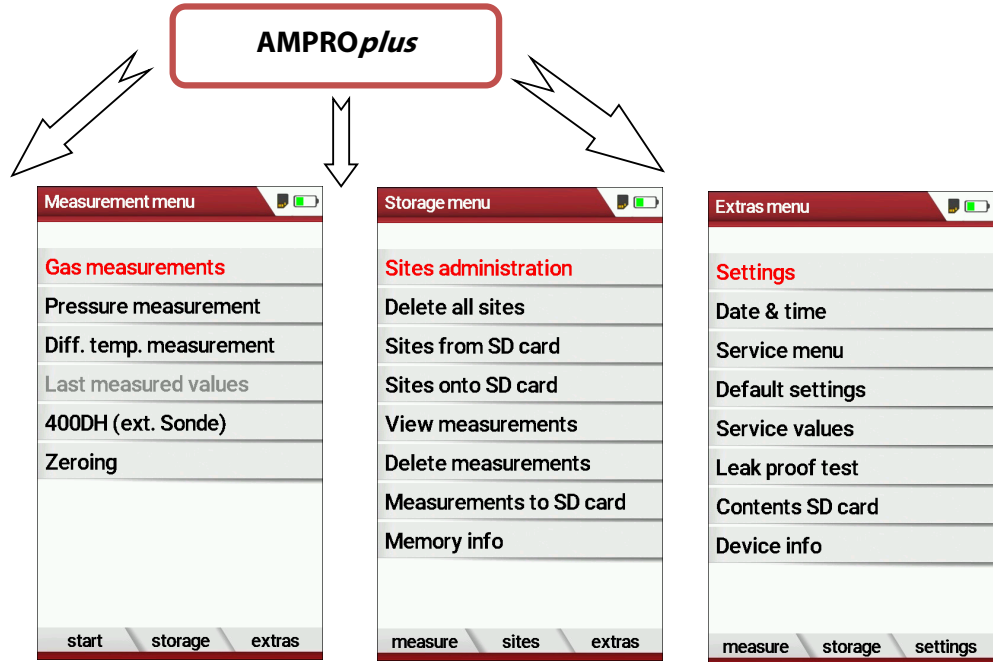 AMPROplus
Measurement menu
Gas measurements
Pressure measurement
Diff. temp. measurement
Last measured values
400DH (ext. Sonde)
Zeroing
start storage extras
Storage menu
Sites administration
Delete all sites
Sites from SD card
Sites onto SD card
View measurements
Delete measurements
Measurements to SD card
Memory info
measure sites extras
Extras menu
Settings
Date & time
Service menu
Default settings
Service values
Leak proof test
Contents SD card
Device info
measure storage settings